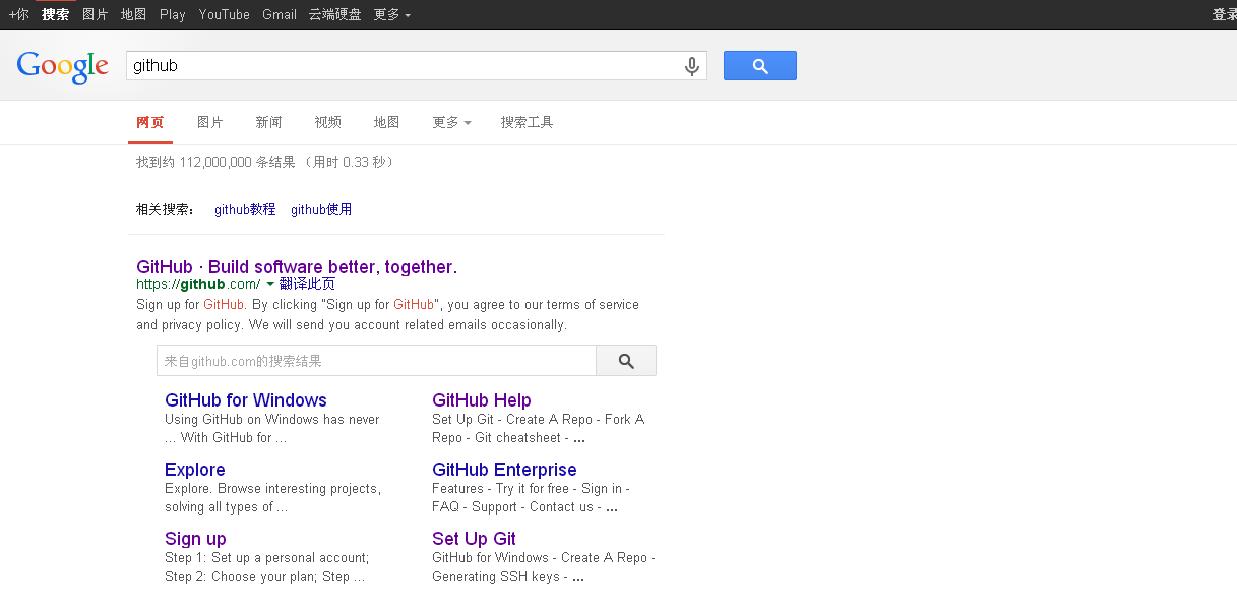 +你 搜索 图片 地图 Play YouTube Gmail 云端硬盘 更多 登录
Google github
网页 图片 新闻 视频 地图 更多 搜索工具
找到约 112,000,000 条结果 （用时 0.33 秒）
相关搜索： github教程 github使用
GitHub · Build software better, together.
https://github.com/ 翻译此页
Sign up for GitHub. By clicking "Sign up for GitHub", you agree to our terms of service
and privacy policy. We will send you account related emails occasionally.
来自github.com的搜索结果
GitHub for Windows
Using GitHub on Windows has never
... With GitHub for ...
GitHub Help
Set Up Git - Create A Repo - Fork A
Repo - Git cheatsheet - ...
Explore
Explore. Browse interesting projects,
solving all types of ...
GitHub Enterprise
Features - Try it for free - Sign in -
FAQ - Support - Contact us - ...
Sign up
Step 1: Set up a personal account;
Step 2: Choose your plan; Step ...
Set Up Git
GitHub for Windows - Create A Repo -
Generating SSH keys - ...